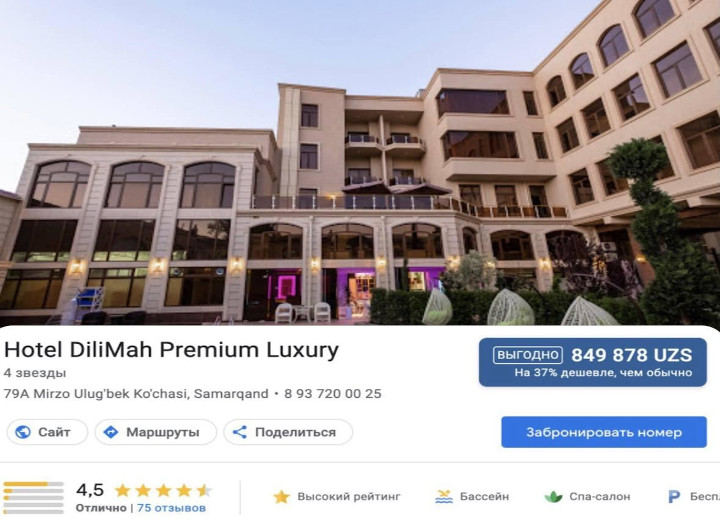 Hotel DiliMah Premium Luxury
4 звезды
79A Mirzo Ulug'bek Ko'chasi, Samarqand • 8 93 720 00 25
ВЫГОДНО 849 878 UZS
На 37% дешевле, чем обычно
Сайт Маршруты Поделиться
Забронировать номер
4,5
Отлично | 75 отзывов
Высокий рейтинг Бассейн Спа-салон P Бесп